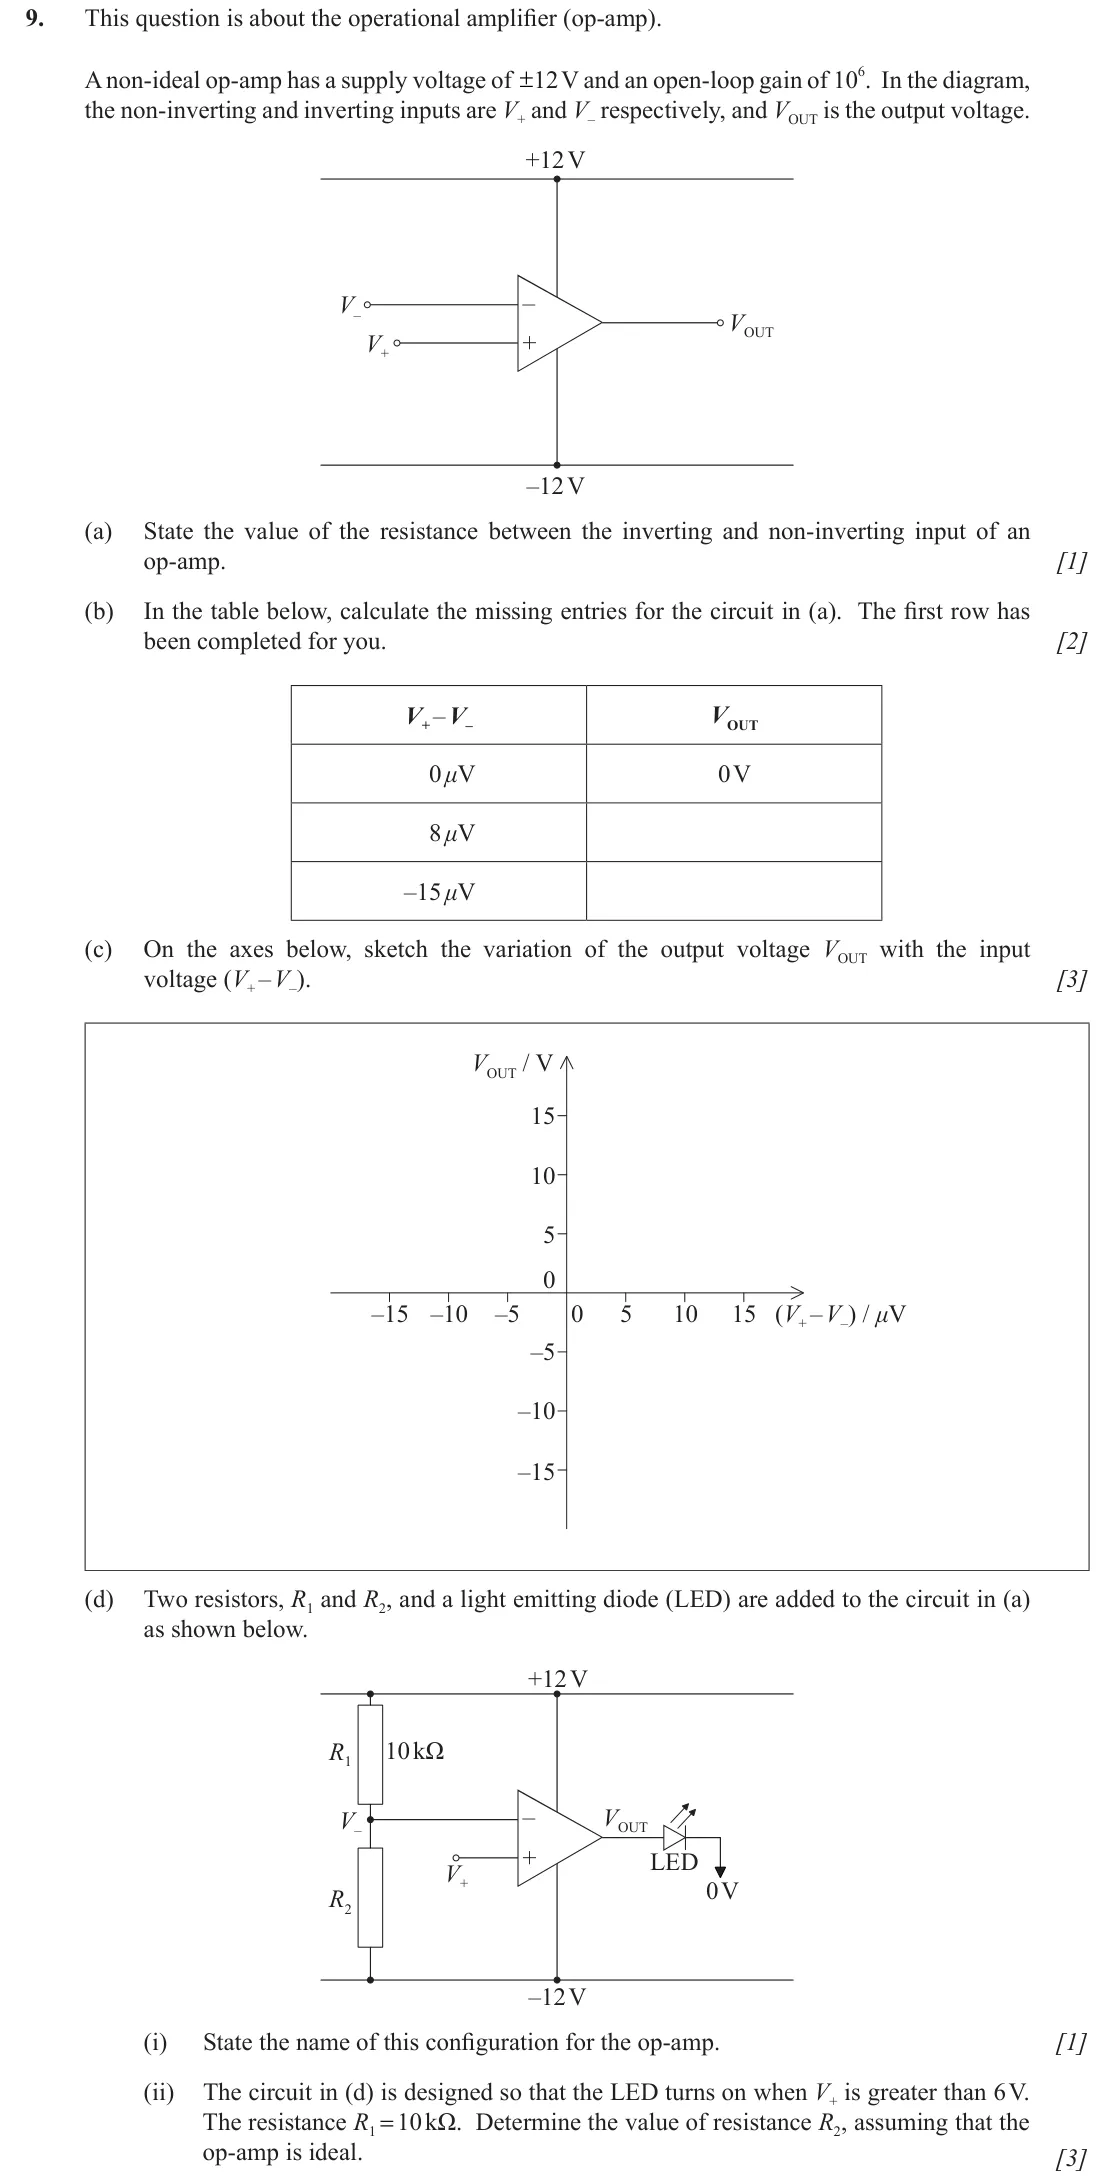 9. This question is about the operational amplifier (op-amp).
A non-ideal op-amp has a supply voltage of ±12 V and an open-loop gain of 10⁶. In the diagram,
the non-inverting and inverting inputs are V₊ and V₋ respectively, and V_OUT is the output voltage.
+12 V
V₋
−
V_OUT
V₊
+
–12 V
(a) State the value of the resistance between the inverting and non-inverting input of an
op-amp. [1]
(b) In the table below, calculate the missing entries for the circuit in (a). The first row has
been completed for you. [2]
V₊ – V₋ V_OUT
0 μV 0 V
8 μV
–15 μV
(c) On the axes below, sketch the variation of the output voltage V_OUT with the input
voltage (V₊ – V₋). [3]
V_OUT / V
15
10
5
0
–15 –10 –5 0 5 10 15 (V₊ – V₋) / μV
–5
–10
–15
(d) Two resistors, R₁ and R₂, and a light emitting diode (LED) are added to the circuit in (a)
as shown below.
+12 V
R₁ 10 kΩ
V₋
−
V_OUT
V₊
+
LED
0 V
R₂
–12 V
(i) State the name of this configuration for the op-amp. [1]
(ii) The circuit in (d) is designed so that the LED turns on when V₊ is greater than 6 V.
The resistance R₁ = 10 kΩ. Determine the value of resistance R₂, assuming that the
op-amp is ideal. [3]